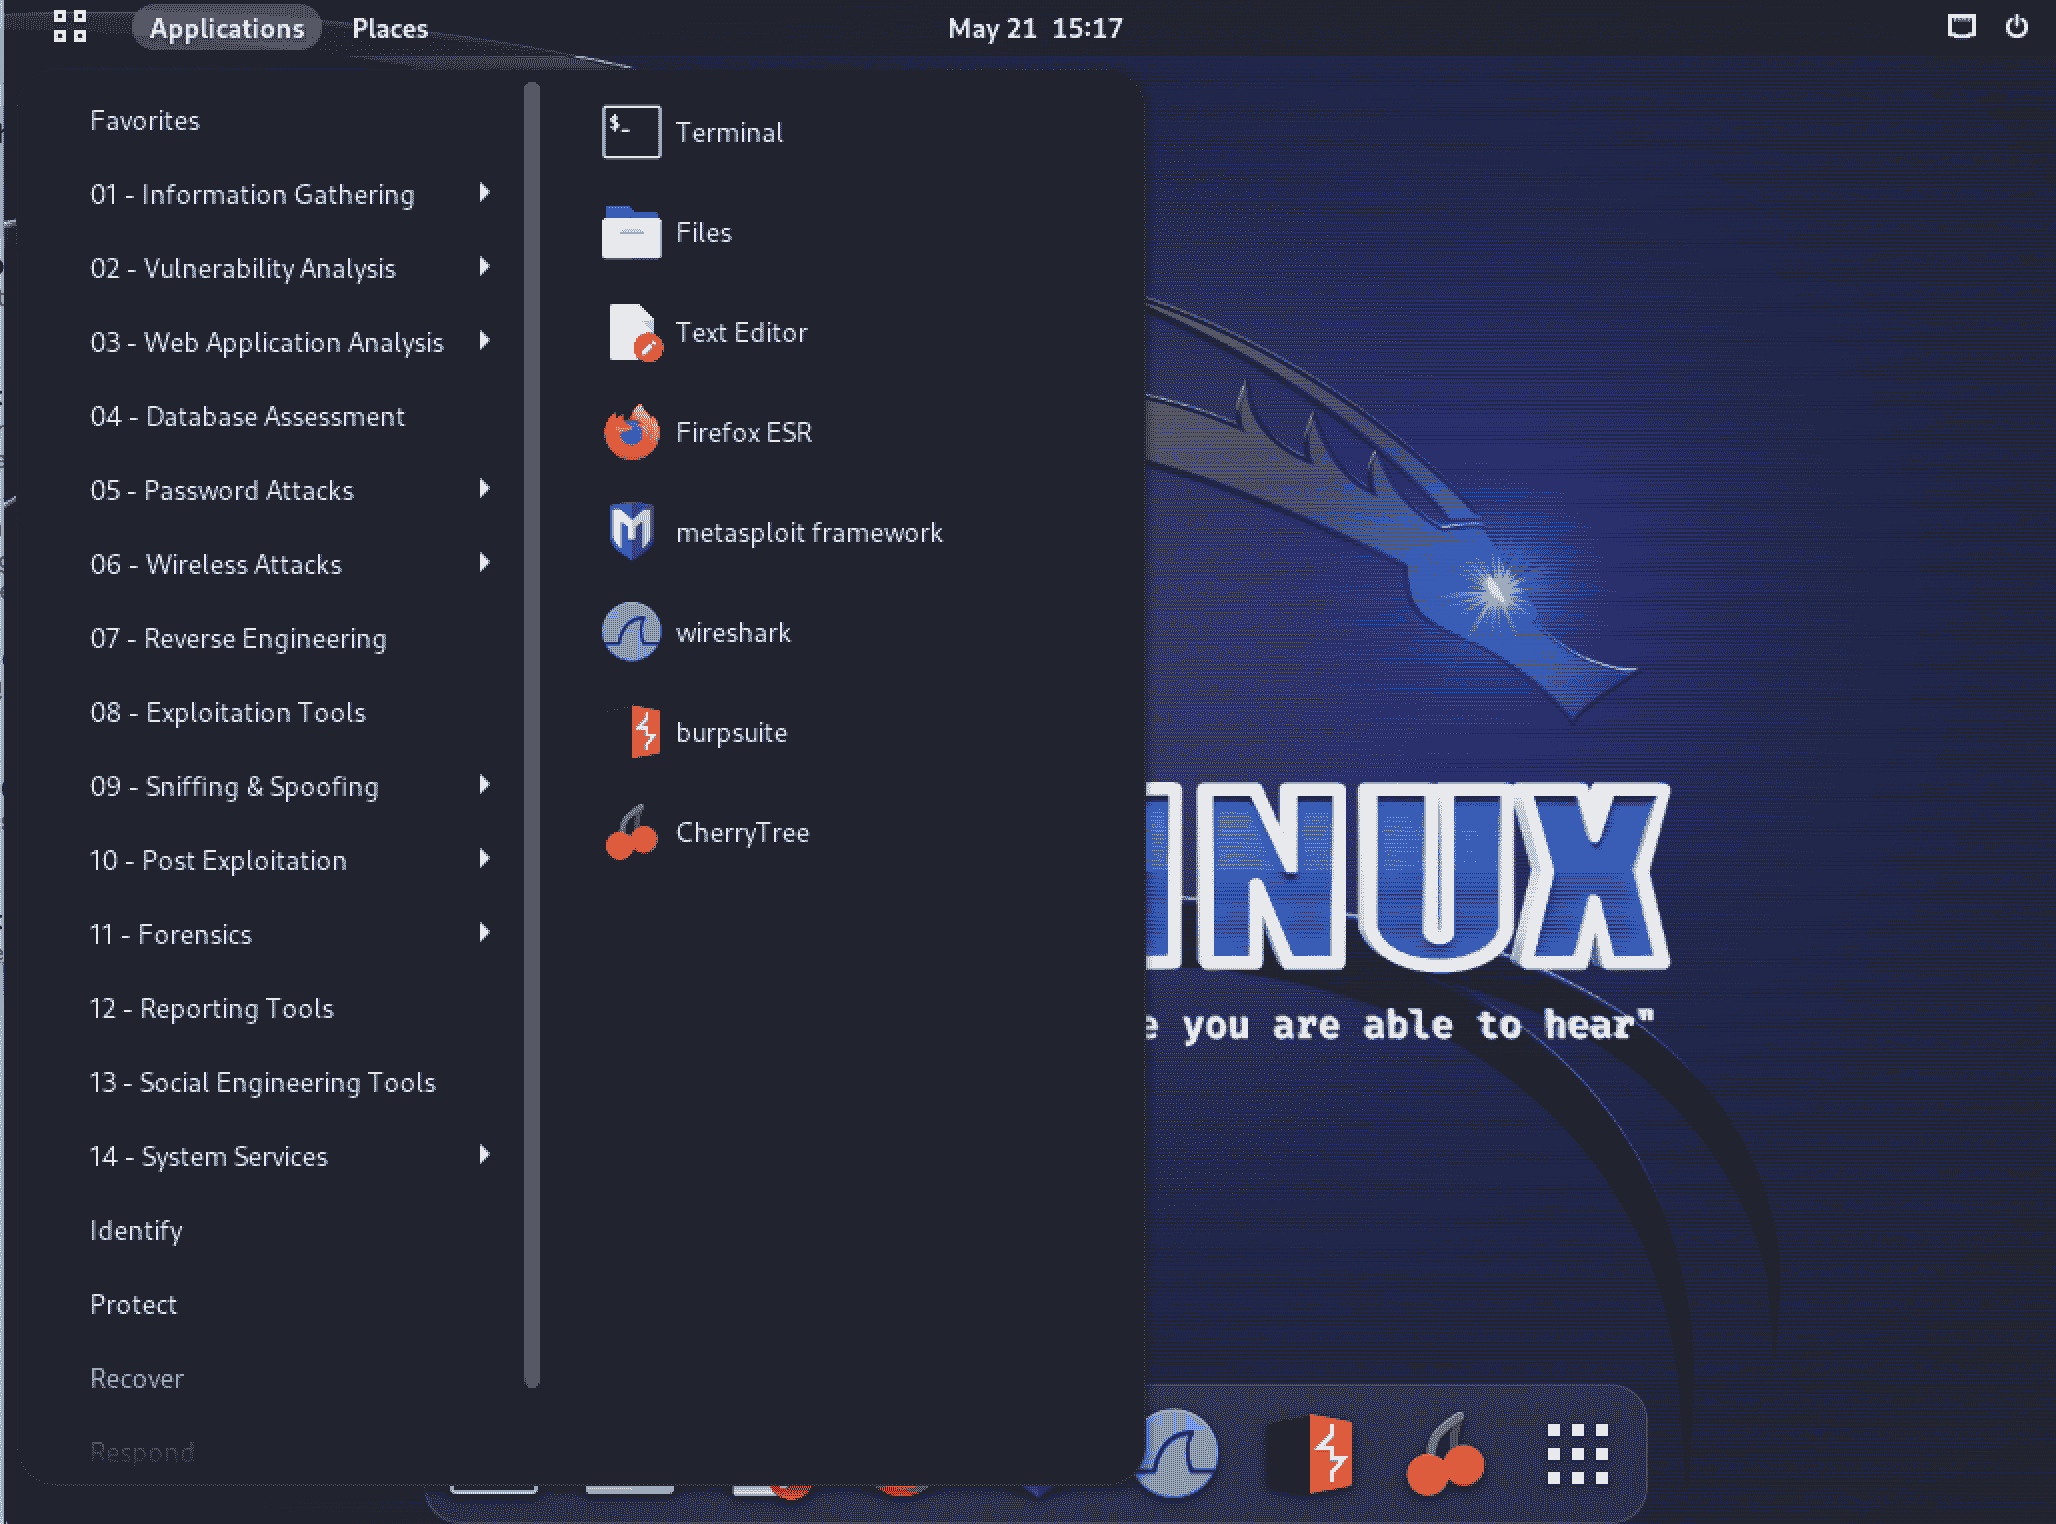 Applications Places May 21 15:17
Favorites
01 - Information Gathering
02 - Vulnerability Analysis
03 - Web Application Analysis
04 - Database Assessment
05 - Password Attacks
06 - Wireless Attacks
07 - Reverse Engineering
08 - Exploitation Tools
09 - Sniffing & Spoofing
10 - Post Exploitation
11 - Forensics
12 - Reporting Tools
13 - Social Engineering Tools
14 - System Services
Identify
Protect
Recover
Respond
$_ Terminal
Files
Text Editor
Firefox ESR
metasploit framework
wireshark
burpsuite
CherryTree
INUX
e you are able to hear"